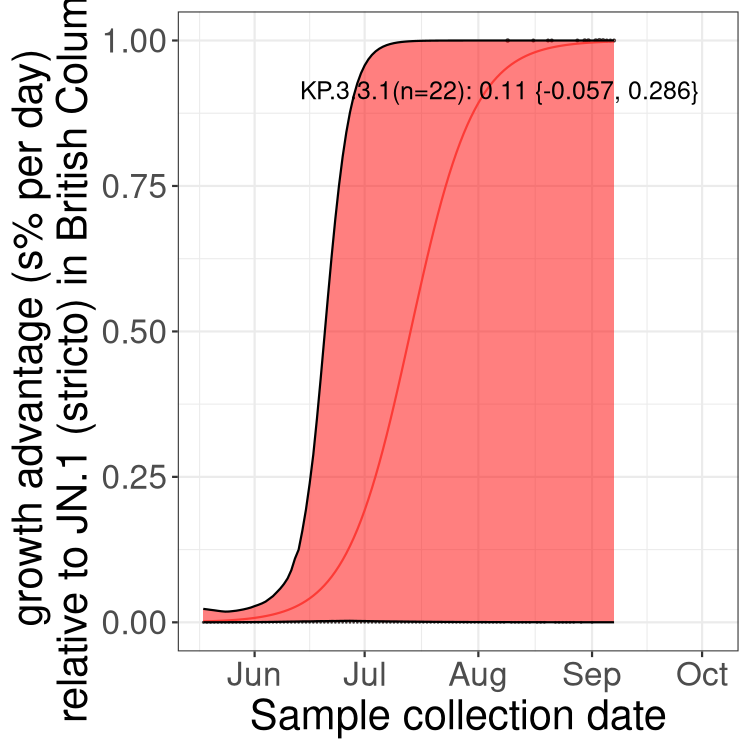 growth advantage (s% per day)
relative to JN.1 (stricto) in British Colum
1.00
0.75
0.50
0.25
0.00
KP.3.3.1(n=22): 0.11 {-0.057, 0.286}
Jun Jul Aug Sep Oct
Sample collection date